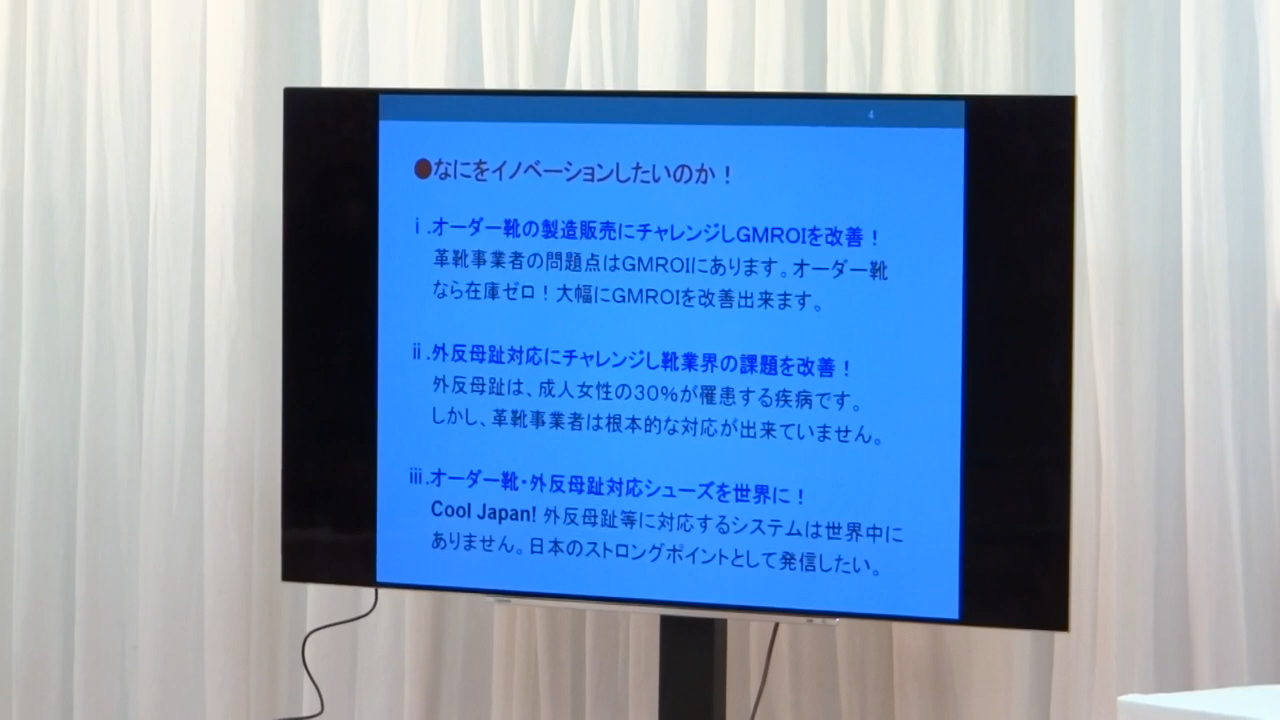 4
●なにをイノベーションしたいのか！
ⅰ.オーダー靴の製造販売にチャレンジしGMROIを改善！
革靴事業者の問題点はGMROIにあります。オーダー靴
なら在庫ゼロ！大幅にGMROIを改善出来ます。
ⅱ.外反母趾対応にチャレンジし靴業界の課題を改善！
外反母趾は、成人女性の30%が罹患する疾病です。
しかし、革靴事業者は根本的な対応が出来ていません。
ⅲ.オーダー靴・外反母趾対応シューズを世界に！
Cool Japan! 外反母趾等に対応するシステムは世界中に
ありません。日本のストロングポイントとして発信したい。